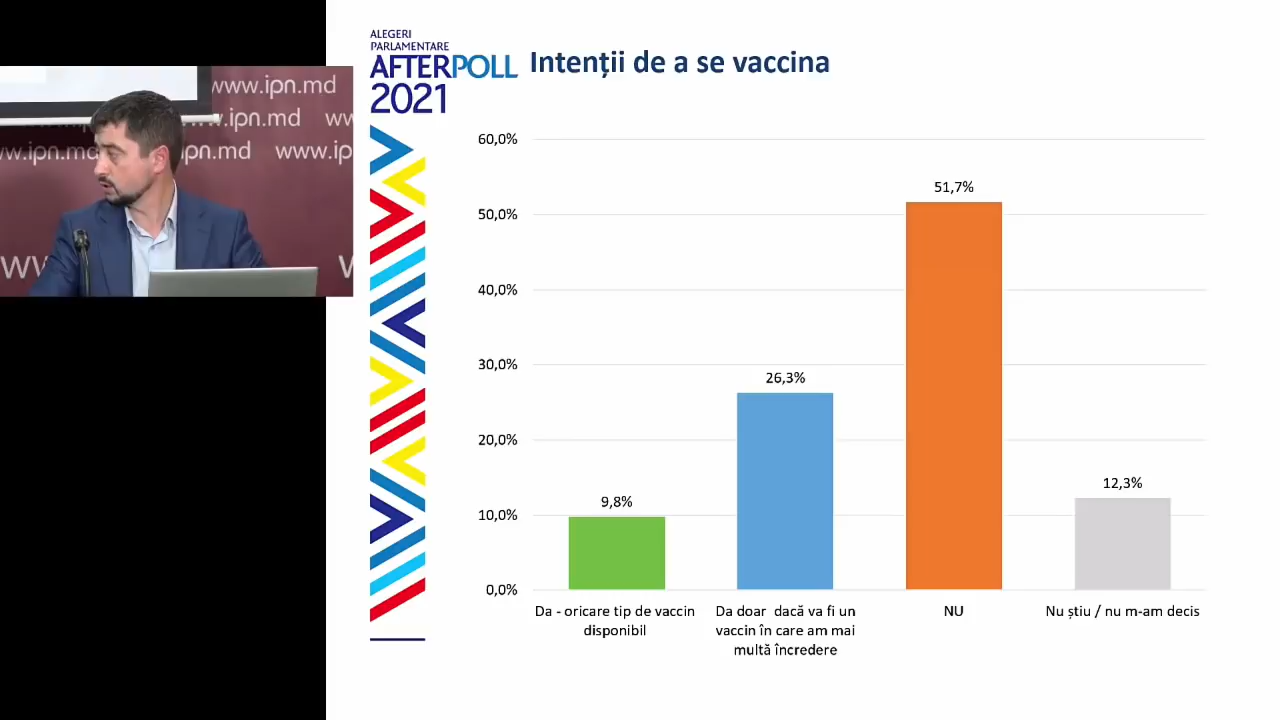 ALEGERI
PARLAMENTARE
AFTERPOLL
2021
Intenții de a se vaccina
www.ipn.md
www.ipn.md
ww
www.ipn.md
ipn.md
www.ip
60,0%
50,0%
40,0%
30,0%
20,0%
10,0%
0,0%
9,8%
26,3%
51,7%
12,3%
Da - oricare tip de vaccin
disponibil
Da doar dacă va fi un
vaccin în care am mai
multă încredere
NU
Nu știu / nu m-am decis